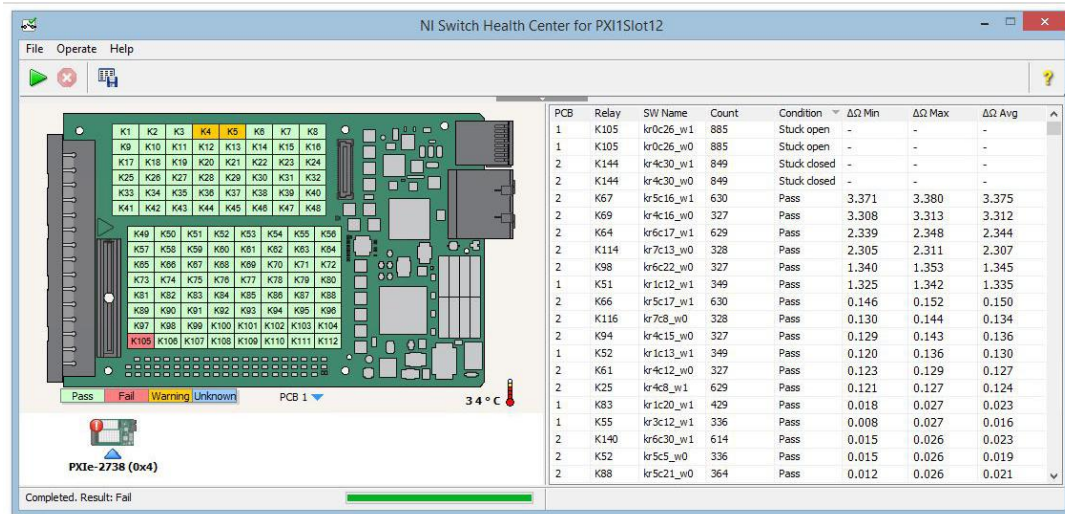 NI Switch Health Center for PXI1Slot12
File Operate Help
PCB Relay SW Name Count Condition ΔΩ Min ΔΩ Max ΔΩ Avg
1 K105 kr0c26_w1 885 Stuck open - - -
1 K105 kr0c26_w0 885 Stuck open - - -
2 K144 kr4c30_w1 849 Stuck closed - - -
2 K144 kr4c30_w0 849 Stuck closed - - -
2 K67 kr5c16_w1 630 Pass 3.371 3.380 3.375
2 K69 kr4c16_w0 327 Pass 3.308 3.313 3.312
2 K64 kr6c17_w1 629 Pass 2.339 2.348 2.344
2 K114 kr7c13_w0 328 Pass 2.305 2.311 2.307
2 K98 kr6c22_w0 327 Pass 1.340 1.353 1.345
1 K51 kr1c12_w1 349 Pass 1.325 1.342 1.335
2 K66 kr5c17_w1 630 Pass 0.146 0.152 0.150
2 K116 kr7c8_w0 328 Pass 0.130 0.144 0.134
2 K94 kr4c15_w0 327 Pass 0.129 0.143 0.136
1 K52 kr1c13_w1 349 Pass 0.120 0.136 0.130
2 K61 kr4c12_w0 327 Pass 0.123 0.129 0.127
2 K25 kr4c8_w1 629 Pass 0.121 0.127 0.124
1 K83 kr1c20_w1 429 Pass 0.018 0.027 0.023
1 K55 kr3c12_w1 336 Pass 0.008 0.027 0.016
2 K140 kr6c30_w1 614 Pass 0.015 0.026 0.023
2 K52 kr5c5_w0 336 Pass 0.015 0.026 0.019
2 K88 kr5c21_w0 364 Pass 0.012 0.026 0.021
K1 K2 K3 K4 K5 K6 K7 K8
K9 K10 K11 K12 K13 K14 K15 K16
K17 K18 K19 K20 K21 K22 K23 K24
K25 K26 K27 K28 K29 K30 K31 K32
K33 K34 K35 K36 K37 K38 K39 K40
K41 K42 K43 K44 K45 K46 K47 K48
K49 K50 K51 K52 K53 K54 K55 K56
K57 K58 K59 K60 K61 K62 K63 K64
K65 K66 K67 K68 K69 K70 K71 K72
K73 K74 K75 K76 K77 K78 K79 K80
K81 K82 K83 K84 K85 K86 K87 K88
K89 K90 K91 K92 K93 K94 K95 K96
K97 K98 K99 K100 K101 K102 K103 K104
K105 K106 K107 K108 K109 K110 K111 K112
Pass Fail Warning Unknown PCB 1 34°C
PXIe-2738 (0x4)
Completed. Result: Fail